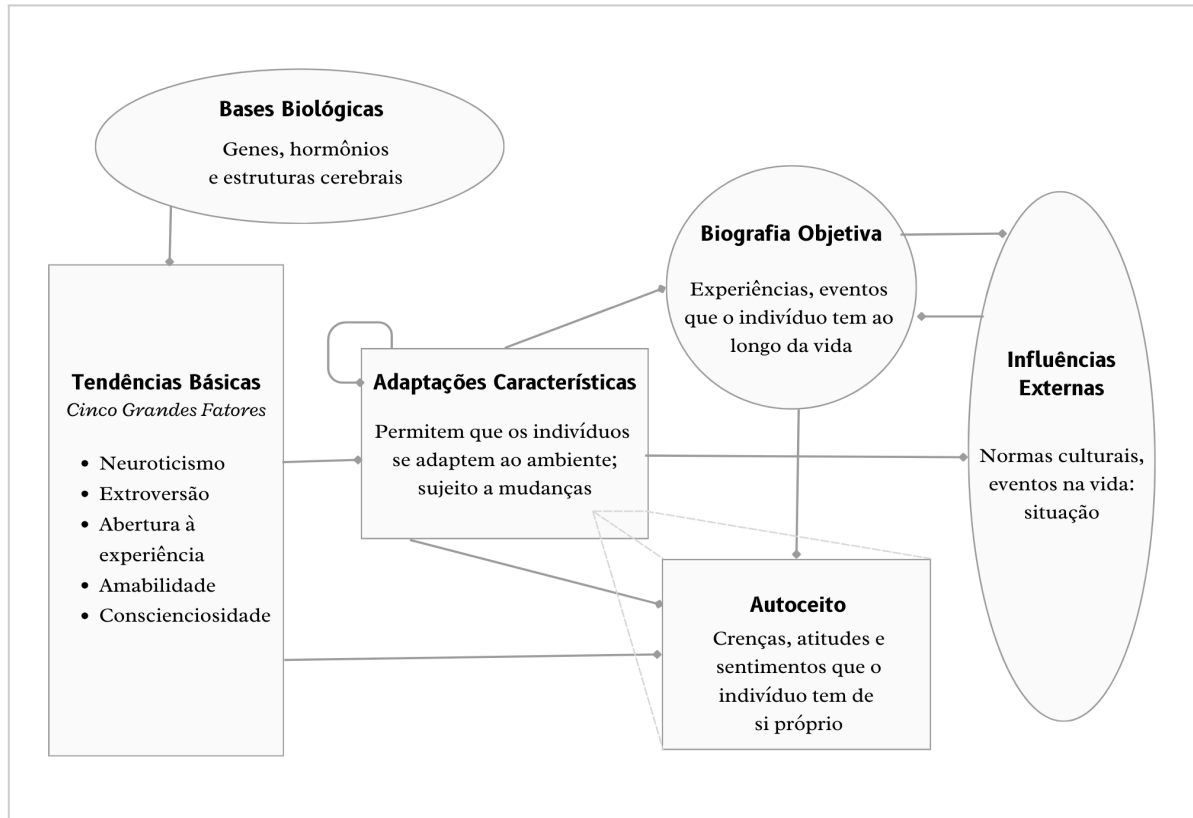 Bases Biológicas
Genes, hormônios
e estruturas cerebrais
Tendências Básicas
Cinco Grandes Fatores
• Neuroticismo
• Extroversão
• Abertura à
experiência
• Amabilidade
• Conscienciosidade
Adaptações Características
Permitem que os indivíduos
se adaptem ao ambiente;
sujeito a mudanças
Biografia Objetiva
Experiências, eventos
que o indivíduo tem ao
longo da vida
Influências
Externas
Normas culturais,
eventos na vida:
situação
Autoceito
Crenças, atitudes e
sentimentos que o
indivíduo tem de
si próprio